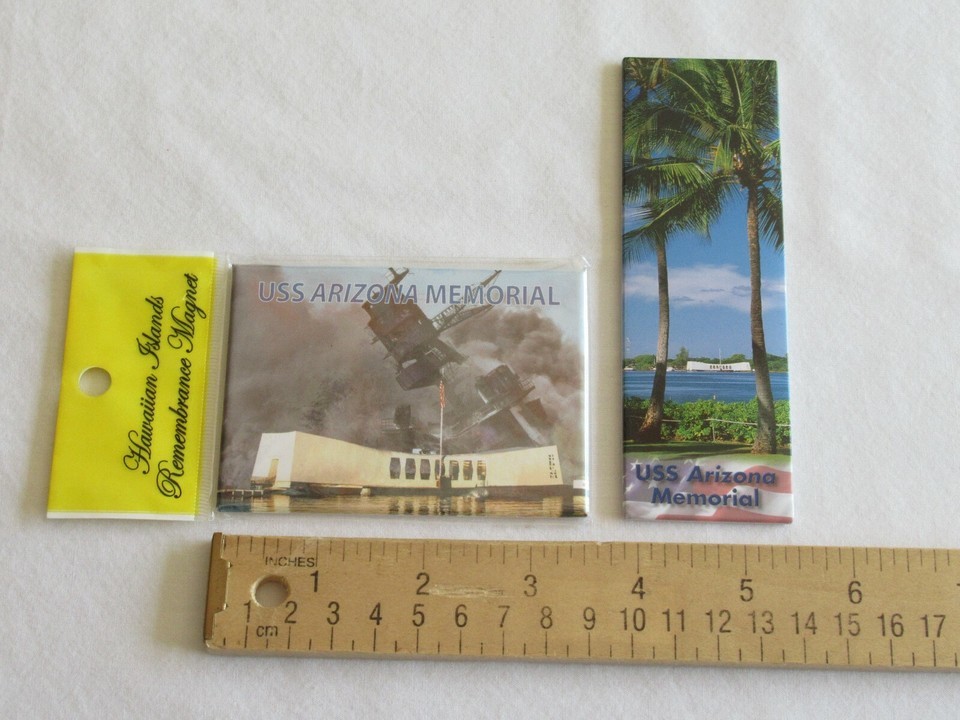 Hawaiian Islands
Remembrance Magnet
USS ARIZONA MEMORIAL
USS Arizona
Memorial
INCHES 1 2 3 4 5 6
1 2 3 4 5 6 7 8 9 10 11 12 13 14 15 16 17
cm